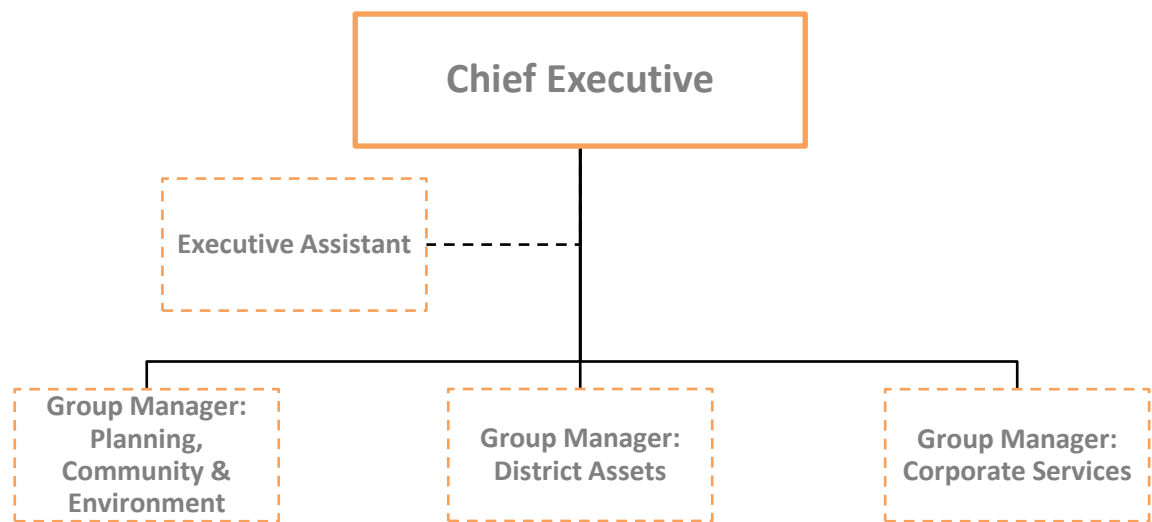 Chief Executive
Executive Assistant
Group Manager:
Planning,
Community &
Environment
Group Manager:
District Assets
Group Manager:
Corporate Services